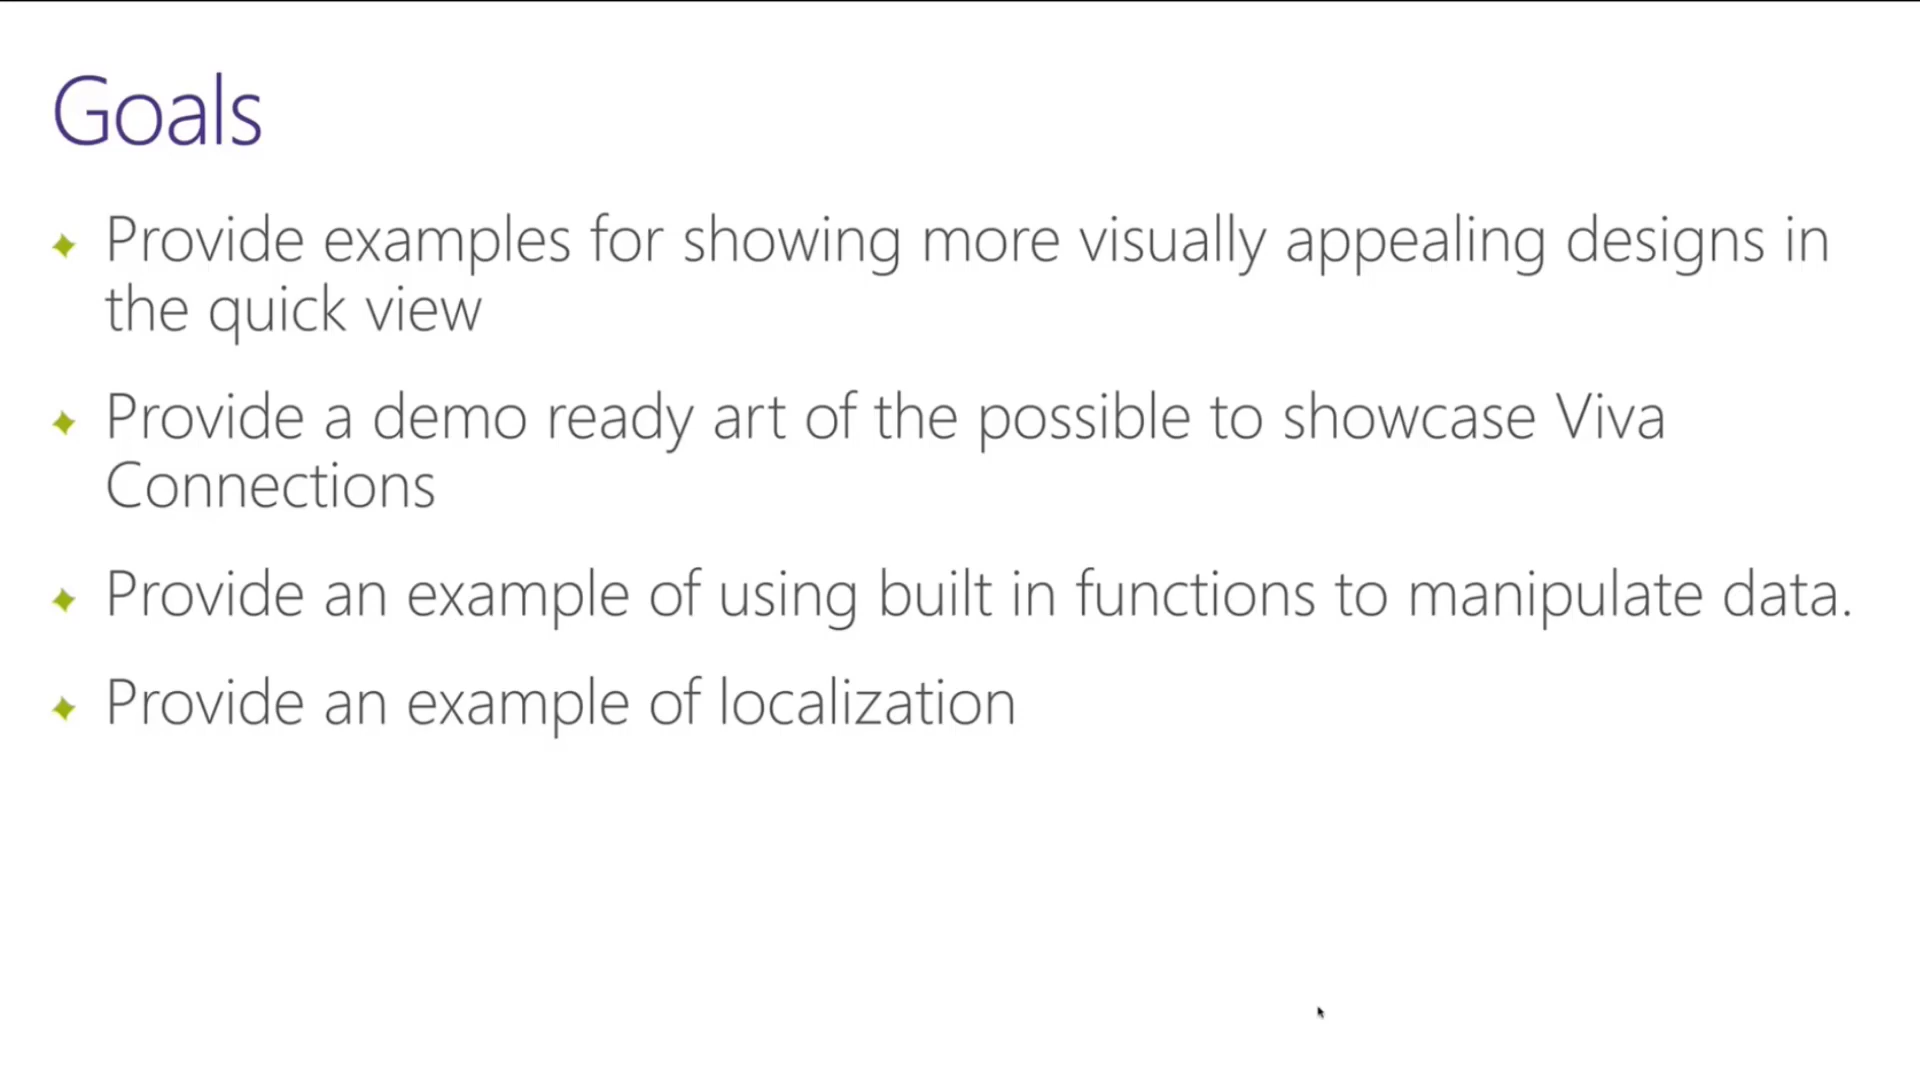 Goals
Provide examples for showing more visually appealing designs in
the quick view
Provide a demo ready art of the possible to showcase Viva
Connections
Provide an example of using built in functions to manipulate data.
Provide an example of localization